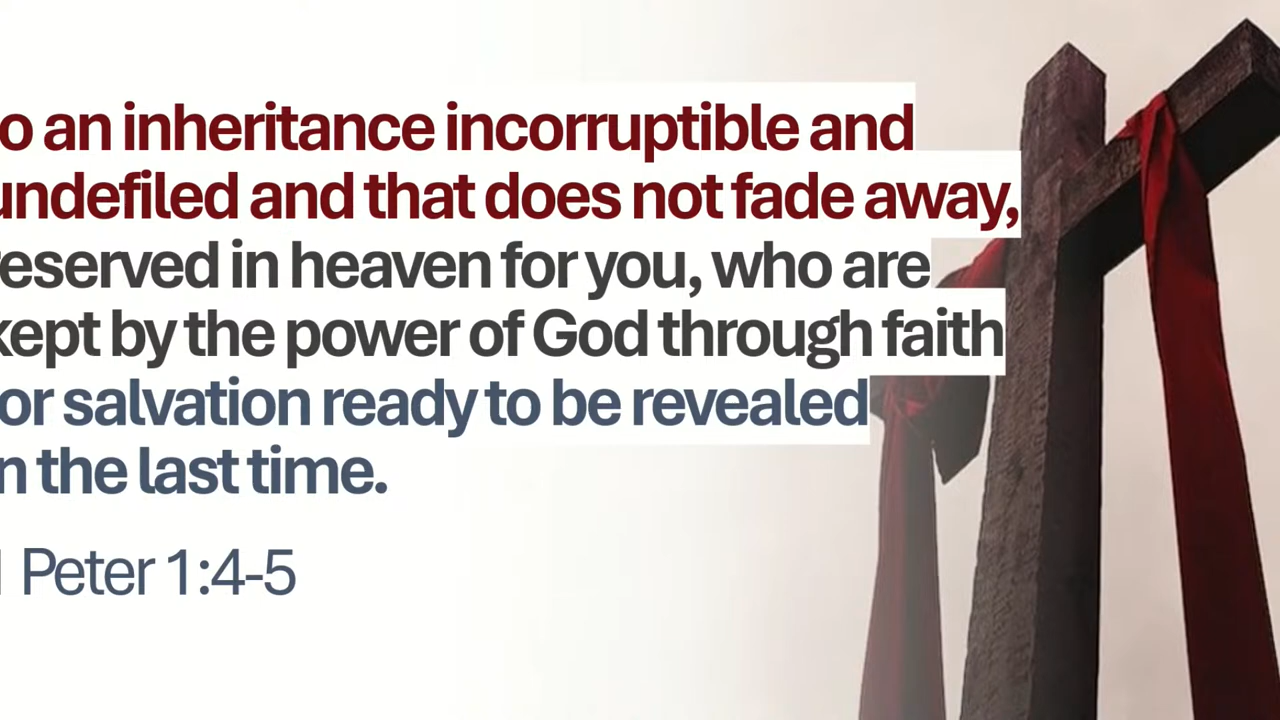 o an inheritance incorruptible and
undefiled and that does not fade away,
eserved in heaven for you, who are
kept by the power of God through faith
or salvation ready to be revealed
n the last time.
Peter 1:4-5